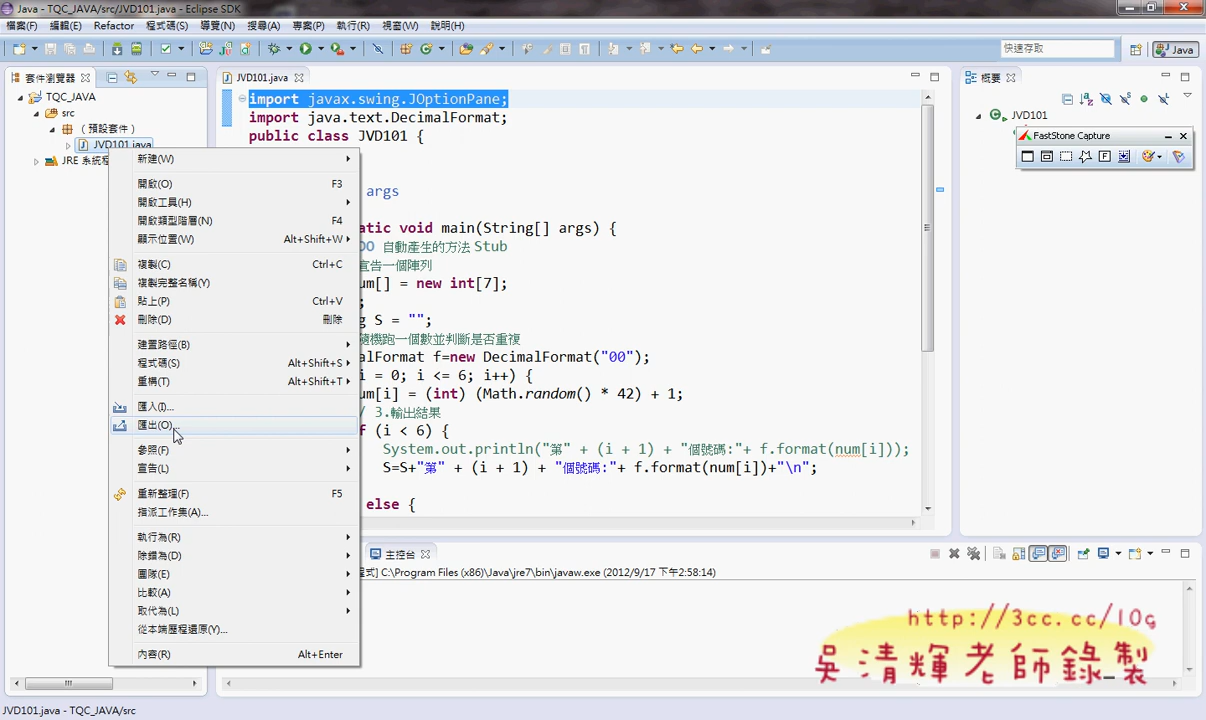 Java - TQC_JAVA/src/JVD101.java - Eclipse SDK
檔案(F) 編輯(E) Refactor 程式碼(S) 導覽(N) 搜尋(A) 專案(P) 執行(R) 視窗(W) 說明(H)
快速存取
Java
套件瀏覽器
TQC_JAVA
src
（預設套件）
JVD101.java
JRE 系統程
新建(W)
開啟(O) F3
開啟工具(H)
開啟類型階層(N) F4
顯示位置(W) Alt+Shift+W
複製(C) Ctrl+C
複製完整名稱(Y)
貼上(P) Ctrl+V
刪除(D) 刪除
建置路徑(B)
程式碼(S) Alt+Shift+S
重構(T) Alt+Shift+T
匯入(I)...
匯出(O)...
參照(F)
宣告(L)
重新整理(F) F5
指派工作集(A)...
執行為(R)
除錯為(D)
團隊(E)
比較(A)
取代為(L)
從本端歷程還原(Y)...
內容(R) Alt+Enter
JVD101.java
import javax.swing.JOptionPane;
import java.text.DecimalFormat;
public class JVD101 {
args
atic void main(String[] args) {
DO 自動產生的方法 Stub
宣告一個陣列
um[] = new int[7];
;
g S = "";
隨機跑一個數並判斷是否重複
alFormat f=new DecimalFormat("00");
i = 0; i <= 6; i++) {
um[i] = (int) (Math.random() * 42) + 1;
/ 3.輸出結果
f (i < 6) {
System.out.println("第" + (i + 1) + "個號碼:"+ f.format(num[i]));
S=S+"第" + (i + 1) + "個號碼:"+ f.format(num[i])+"\n";
else {
概要
JVD101
FastStone Capture
主控台
程式] C:\Program Files (x86)\Java\jre7\bin\javaw.exe (2012/9/17 下午2:58:14)
http://3cc.cc/10g
吳清輝老師錄製
JVD101.java - TQC_JAVA/src